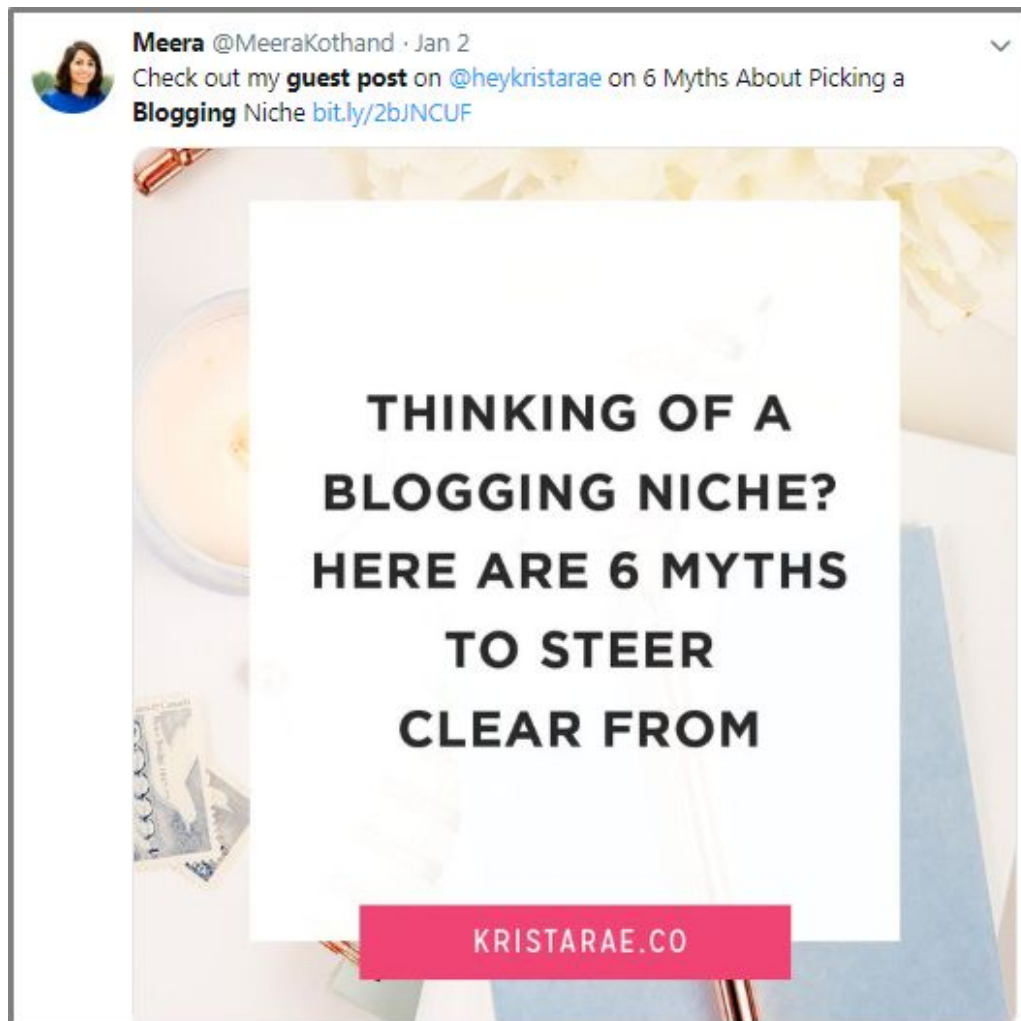 Meera @MeeraKothand · Jan 2
Check out my guest post on @heykristarae on 6 Myths About Picking a
Blogging Niche bit.ly/2bJNCUF
THINKING OF A
BLOGGING NICHE?
HERE ARE 6 MYTHS
TO STEER
CLEAR FROM
KRISTARAE.CO